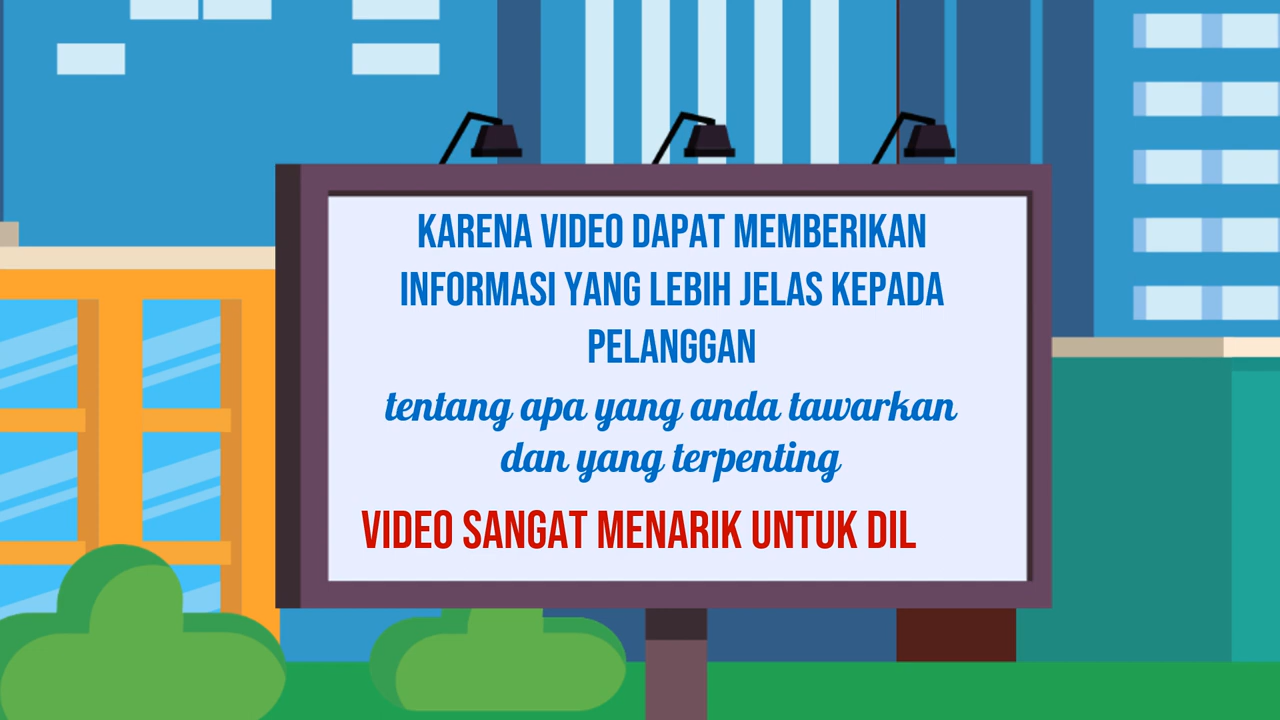 KARENA VIDEO DAPAT MEMBERIKAN
INFORMASI YANG LEBIH JELAS KEPADA
PELANGGAN
tentang apa yang anda tawarkan
dan yang terpenting
VIDEO SANGAT MENARIK UNTUK DIL